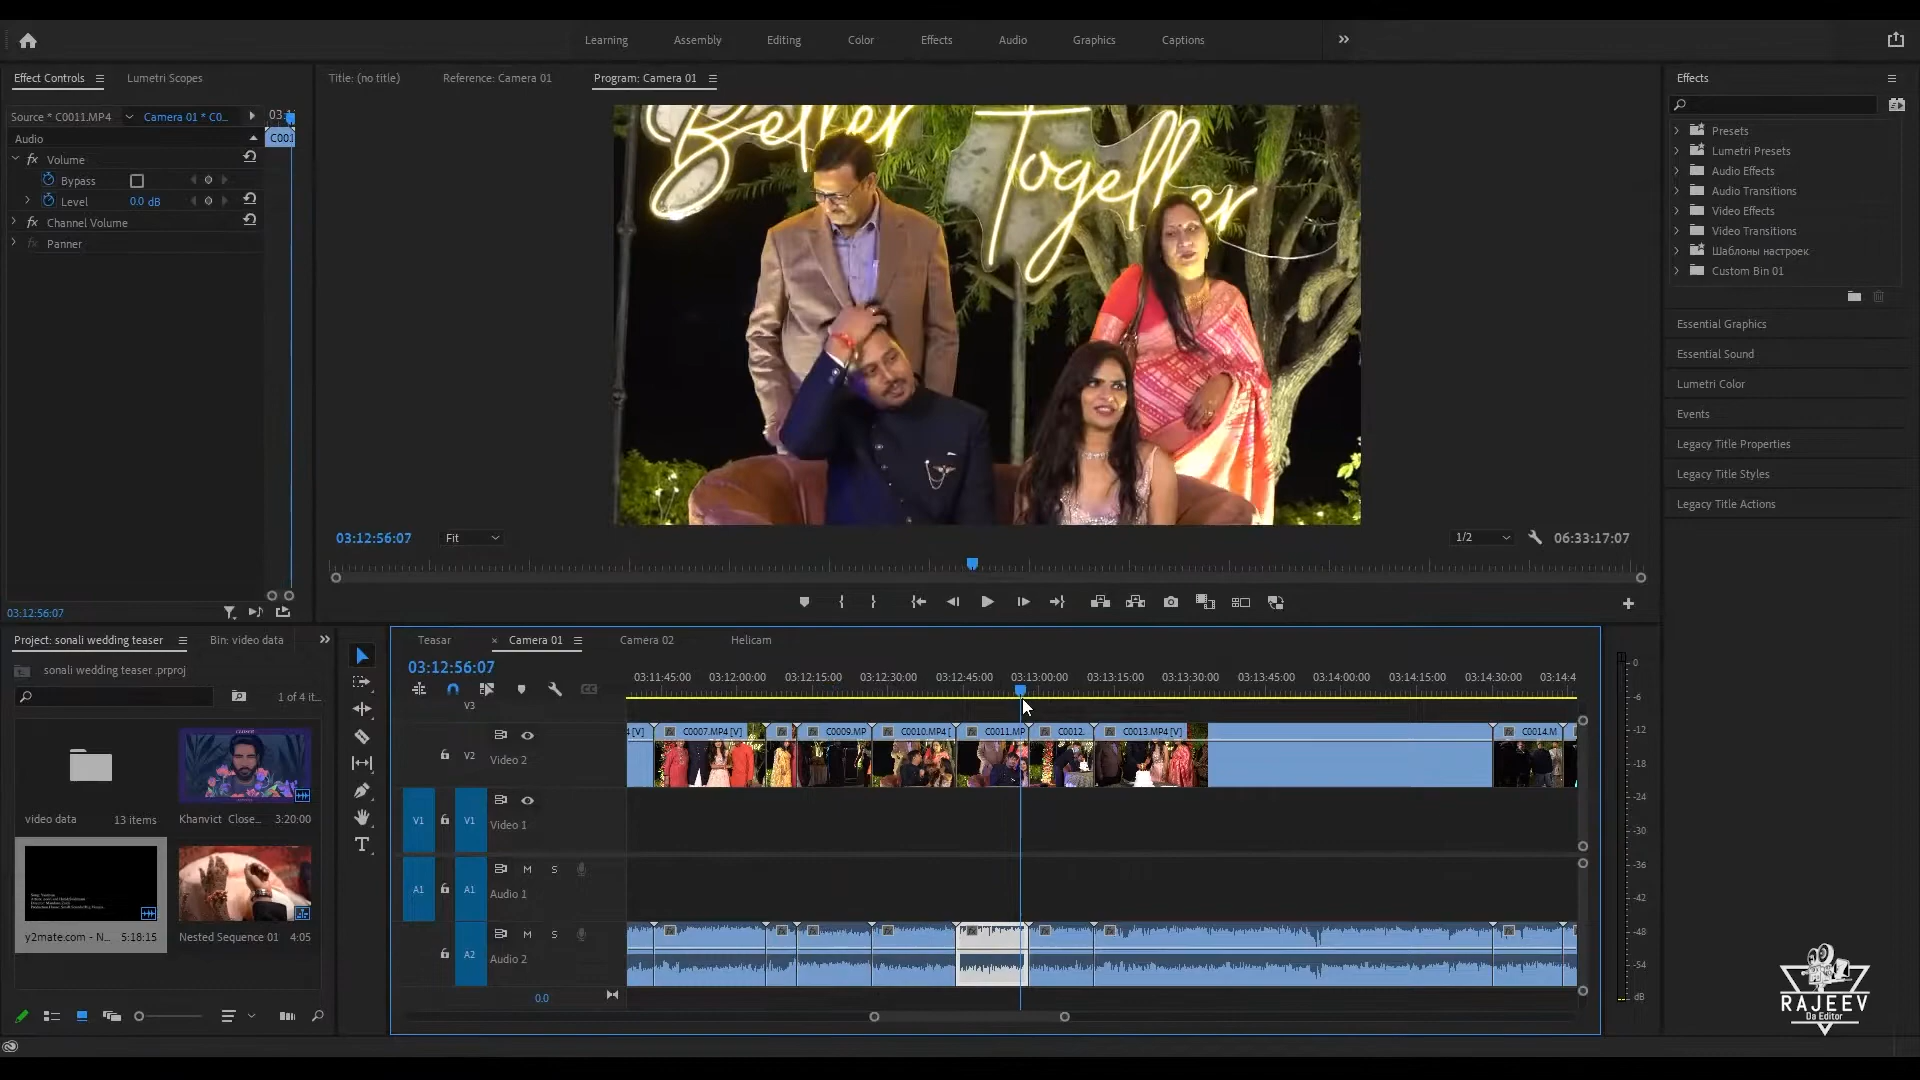 Learning
Assembly
Editing
Color
Effects
Audio
Graphics
Captions
Effect Controls
Lumetri Scopes
Title: (no title)
Reference: Camera 01
Program: Camera 01
Effects
Source * C0011.MP4
Camera 01 * C0...
03:1
Audio
C001
fx Volume
Bypass
Level
0.0 dB
fx Channel Volume
fx Panner
Better
Together
Presets
Lumetri Presets
Audio Effects
Audio Transitions
Video Effects
Video Transitions
Шаблоны настроек
Custom Bin 01
Essential Graphics
Essential Sound
Lumetri Color
Events
Legacy Title Properties
Legacy Title Styles
Legacy Title Actions
03:12:56:07
Fit
1/2
06:33:17:07
03:12:56:07
Project: sonali wedding teaser
Bin: video data
sonali wedding teaser .prproj
1 of 4 it...
video data
13 items
Khanvict Close...
3:20:00
y2mate.com - N...
5:18:15
Nested Sequence 01
4:05
Teasar
Camera 01
Camera 02
Helicam
03:12:56:07
03:11:45:00
03:12:00:00
03:12:15:00
03:12:30:00
03:12:45:00
03:13:00:00
03:13:15:00
03:13:30:00
03:13:45:00
03:14:00:00
03:14:15:00
03:14:30:00
03:14:4
V3
4 [V]
C0007.MP4 [V]
C0009.MP
C0010.MP4 [
C0011.MP
C0012.
C0013.MP4 [V]
C0014.M
V2
Video 2
V1
V1
Video 1
M
S
A1
A1
Audio 1
M
S
A2
Audio 2
0.0
0
-6
-12
-18
-24
-30
-36
-42
-48
-54
dB
RAJEEV
Da Editor